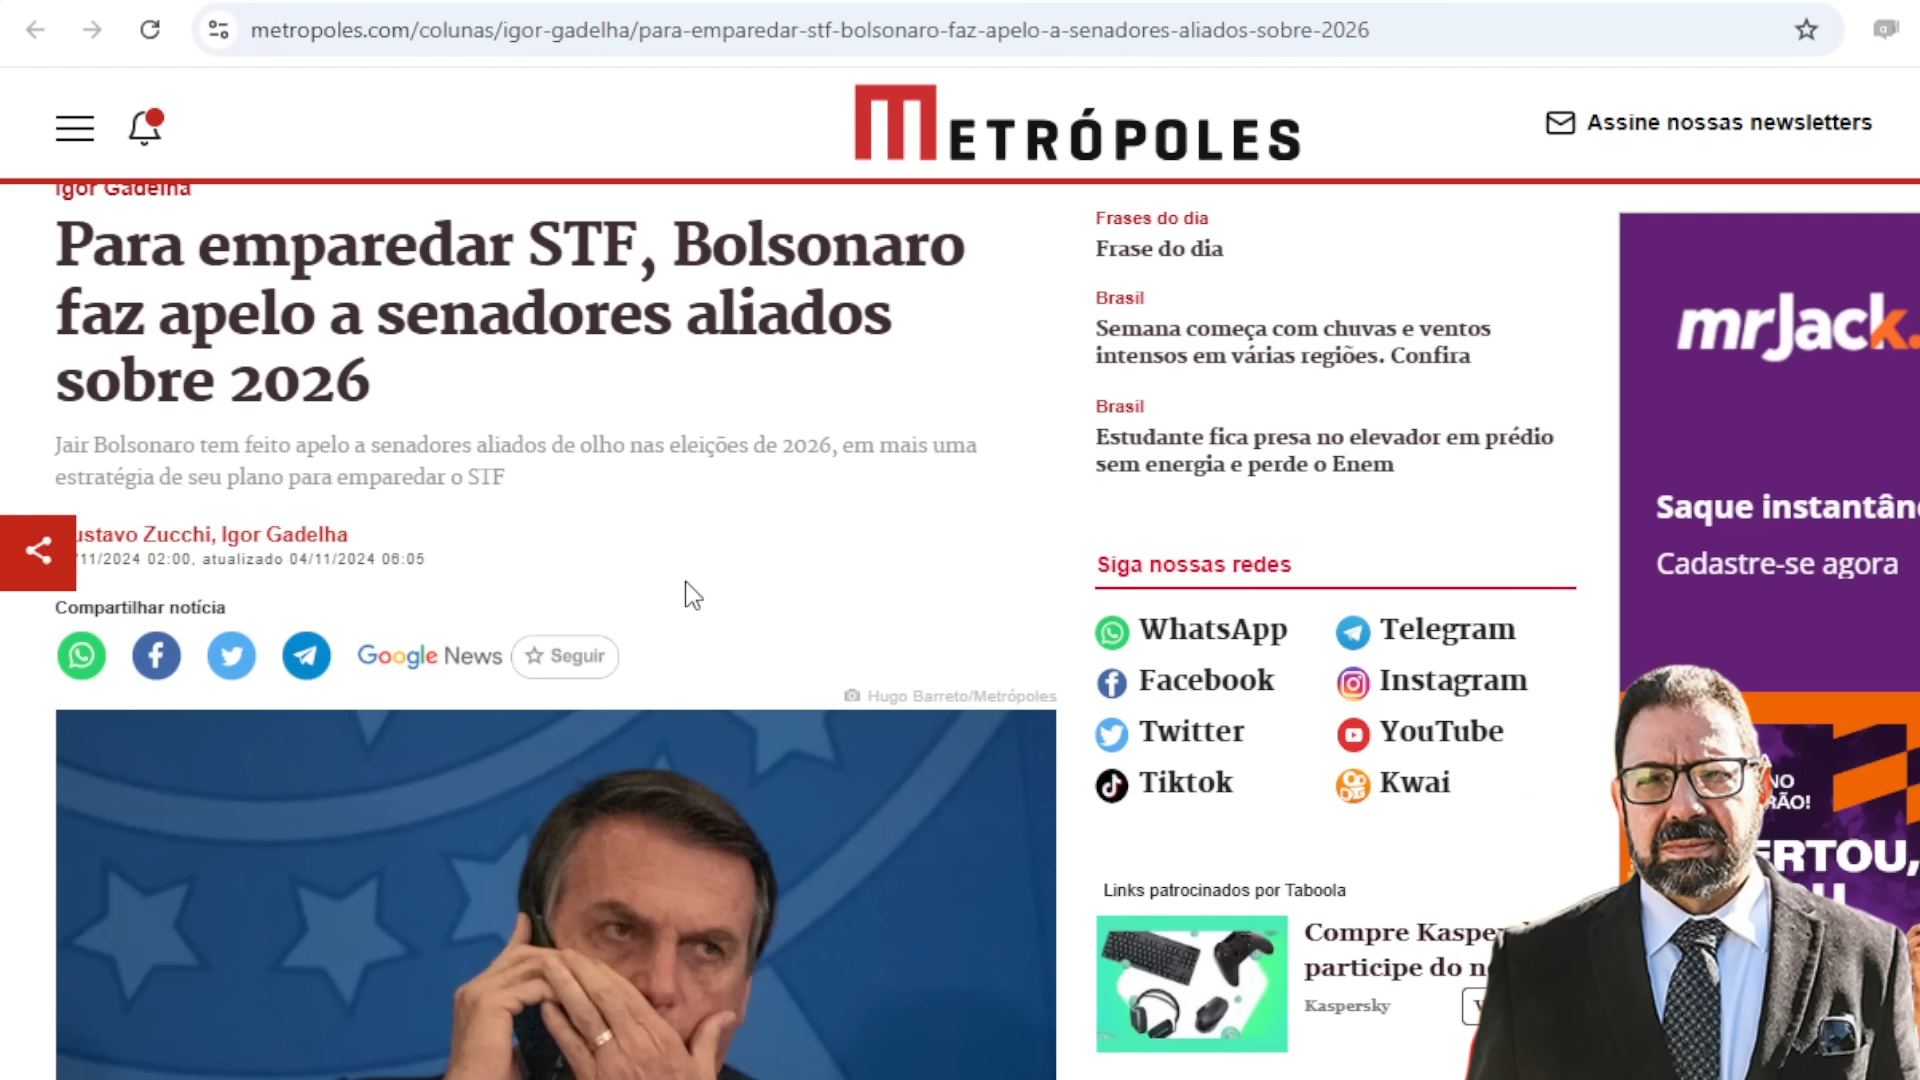 metropoles.com/colunas/igor-gadelha/para-emparedar-stf-bolsonaro-faz-apelo-a-senadores-aliados-sobre-2026
METRÓPOLES
Assine nossas newsletters
Igor Gadelha
Para emparedar STF, Bolsonaro
faz apelo a senadores aliados
sobre 2026
Jair Bolsonaro tem feito apelo a senadores aliados de olho nas eleições de 2026, em mais uma
estratégia de seu plano para emparedar o STF
ustavo Zucchi, Igor Gadelha
/11/2024 02:00, atualizado 04/11/2024 06:05
Compartilhar notícia
Google News
Seguir
Hugo Barreto/Metrópoles
Frases do dia
Frase do dia
Brasil
Semana começa com chuvas e ventos
intensos em várias regiões. Confira
Brasil
Estudante fica presa no elevador em prédio
sem energia e perde o Enem
Siga nossas redes
WhatsApp
Telegram
Facebook
Instagram
Twitter
YouTube
Tiktok
Kwai
Links patrocinados por Taboola
Compre Kaspe
participe do n
Kaspersky
mrJack.
Saque instantân
Cadastre-se agora
NO
RÃO!
ERTOU,